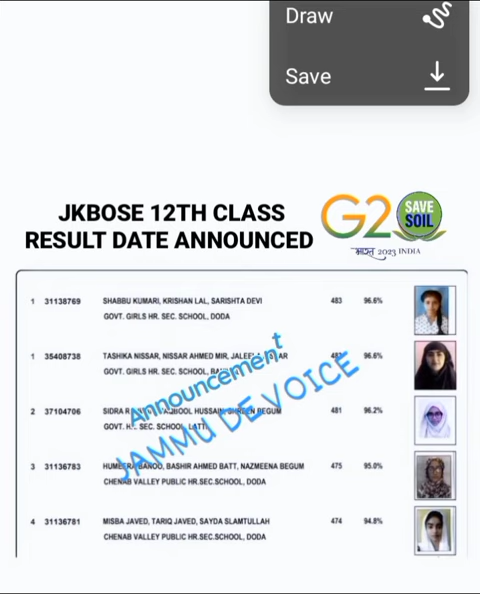 Draw
Save
JKBOSE 12TH CLASS
RESULT DATE ANNOUNCED
G20
SAVE
SOIL
भारत 2023 INDIA
1 31138769 SHABBU KUMARI, KRISHAN LAL, SARISHTA DEVI 483 96.6%
GOVT. GIRLS HR. SEC. SCHOOL, DODA
1 35408738 TASHIKA NISSAR, NISSAR AHMED MIR, 96.6%
GOVT. GIRLS HR. SEC. SCHOOL,
Announcement
JAMMU DE VOICE
2 37104706 SIDRA HUSSAIN, BEGUM 481 96.2%
GOVT. SEC. SCHOOL,
3 31136783 HUMEERA BANOO, BASHIR AHMED BATT, NAZMEENA BEGUM 475 95.0%
CHENAB VALLEY PUBLIC HR.SEC.SCHOOL, DODA
4 31136781 MISBA JAVED, TARIQ JAVED, SAYDA SLAMTULLAH 474 94.8%
CHENAB VALLEY PUBLIC HR.SEC.SCHOOL, DODA